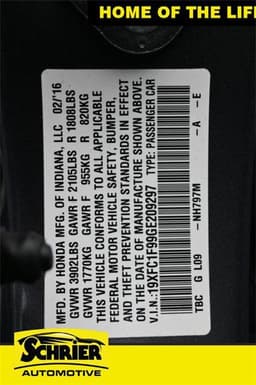 HOME OF THE LIFE
MFD. BY HONDA MFG. OF INDIANA, LLC 02/16
GVWR 3902LBS GAWR F 2105LBS R 1808LBS
GVWR 1770KG GAWR F 955KG R 820KG
THIS VEHICLE CONFORMS TO ALL APPLICABLE
FEDERAL MOTOR VEHICLE SAFETY, BUMPER,
AND THEFT PREVENTION STANDARDS IN EFFECT
ON THE DATE OF MANUFACTURE SHOWN ABOVE.
V.I.N.: 19XFC1F99GE209297 TYPE: PASSENGER CAR
NH797M -A -E
TBC G L09
SCHRIER
AUTOMOTIVE